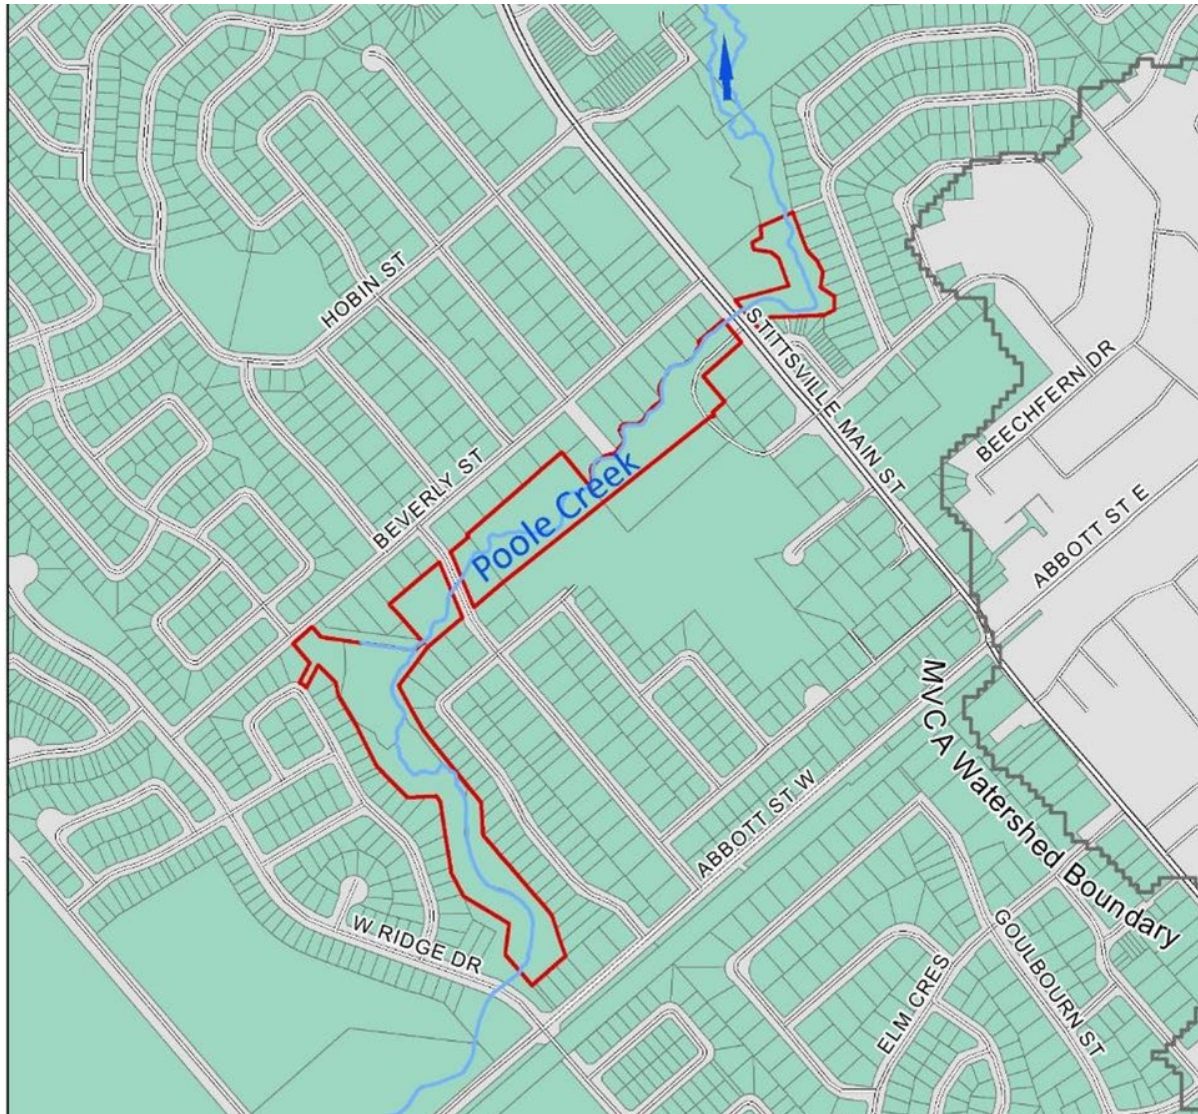 HOBIN ST
STITTSVILLE MAIN ST
BEECHFERN DR
BEVERLY ST
Poole Creek
ABBOTT ST E
MVCA Watershed Boundary
ABBOTT ST W
W RIDGE DR
GOULBOURN ST
ELM CRES